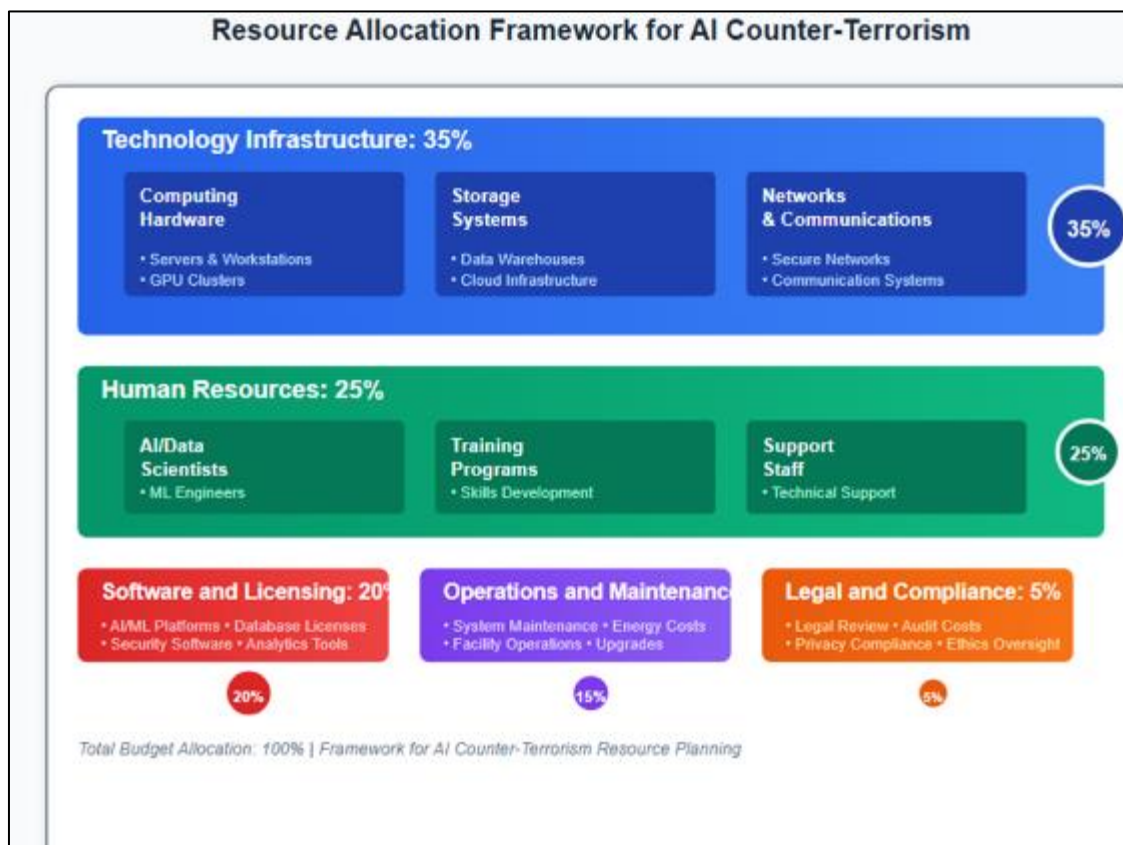 Resource Allocation Framework for AI Counter-Terrorism
Technology Infrastructure: 35%
Computing
Hardware
• Servers & Workstations
• GPU Clusters
Storage
Systems
• Data Warehouses
• Cloud Infrastructure
Networks
& Communications
• Secure Networks
• Communication Systems
35%
Human Resources: 25%
AI/Data
Scientists
• ML Engineers
Training
Programs
• Skills Development
Support
Staff
• Technical Support
25%
Software and Licensing: 20%
• AI/ML Platforms • Database Licenses
• Security Software • Analytics Tools
20%
Operations and Maintenanc
• System Maintenance • Energy Costs
• Facility Operations • Upgrades
15%
Legal and Compliance: 5%
• Legal Review • Audit Costs
• Privacy Compliance • Ethics Oversight
5%
Total Budget Allocation: 100% | Framework for AI Counter-Terrorism Resource Planning